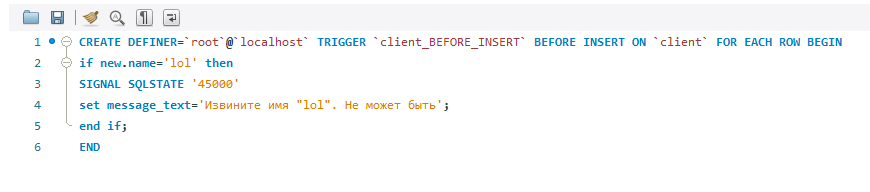 1 CREATE DEFINER=`root`@`localhost` TRIGGER `client_BEFORE_INSERT` BEFORE INSERT ON `client` FOR EACH ROW BEGIN
2 if new.name='lol' then
3 SIGNAL SQLSTATE '45000'
4 set message_text='Извините имя "lol". Не может быть';
5 end if;
6 END